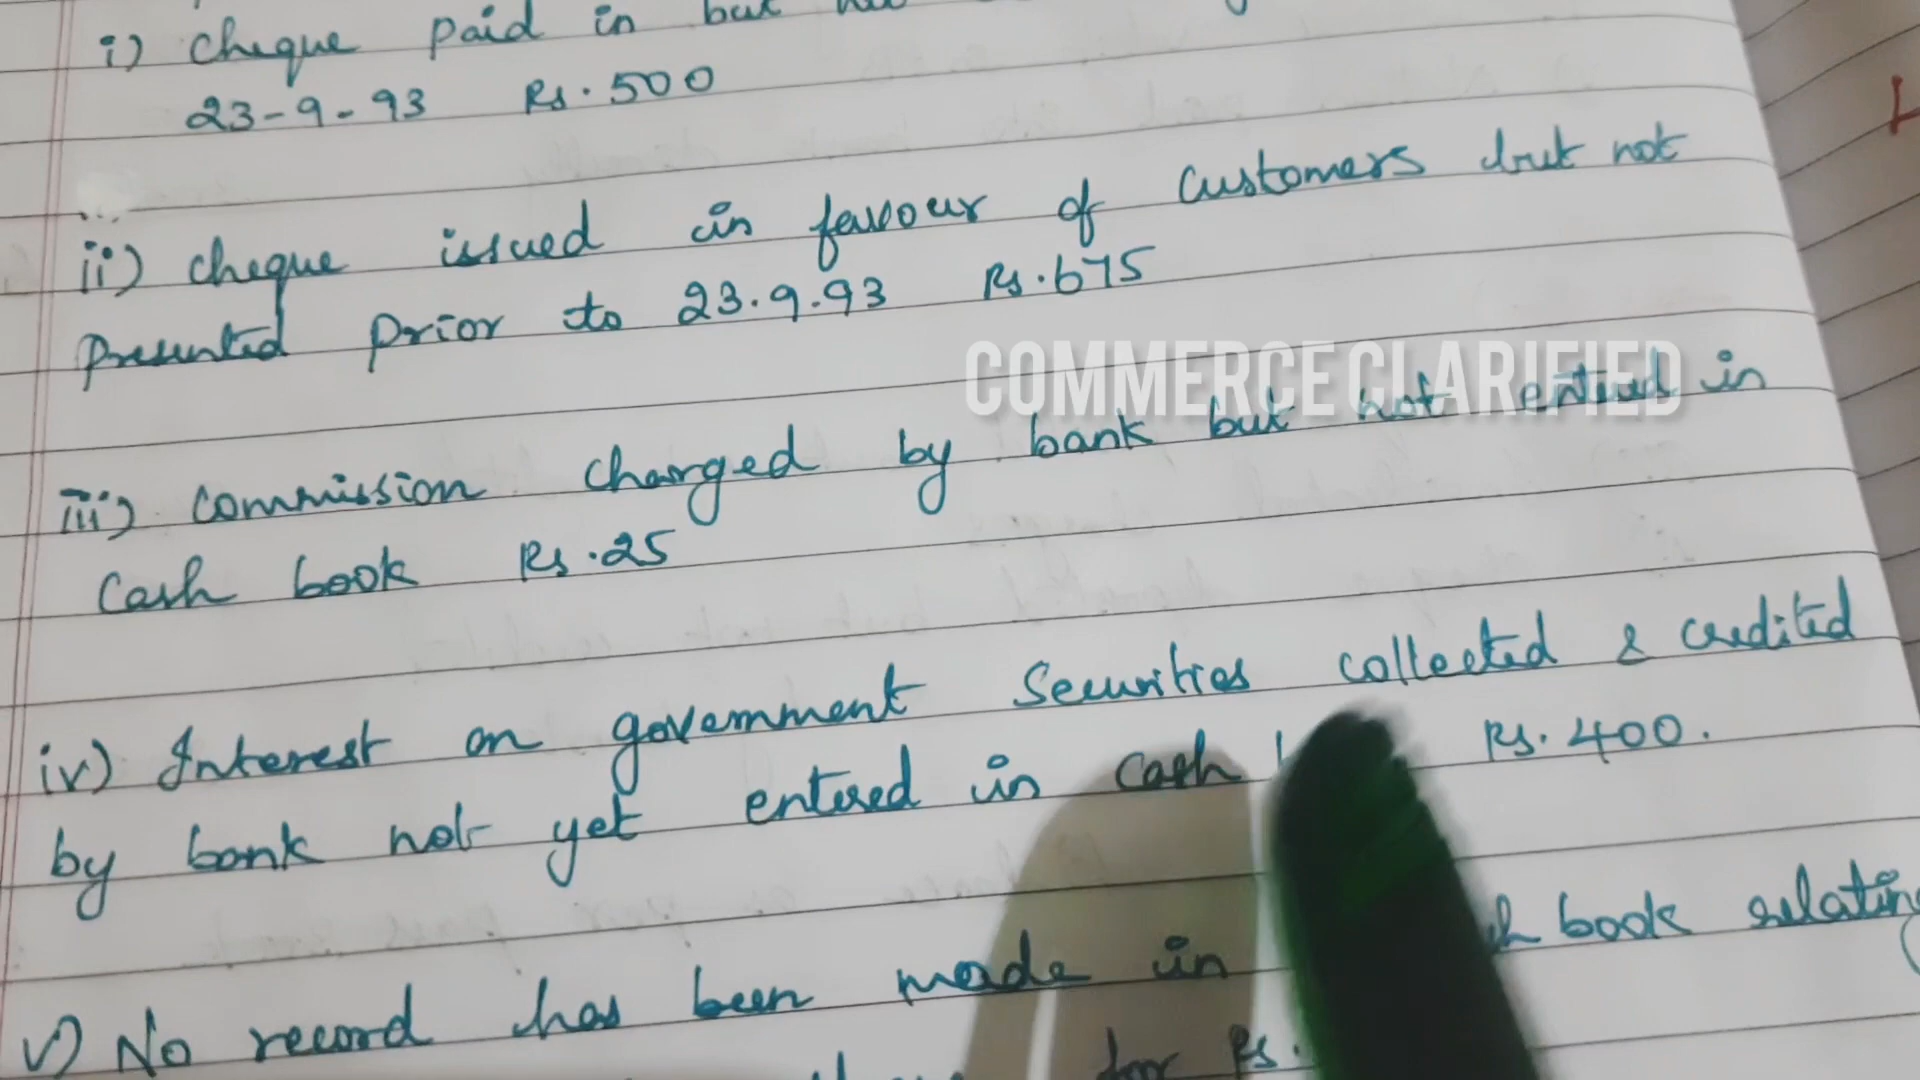 i) cheque paid in but
23-9-93 Rs. 500
ii) cheque issued in favour of customers but not
presented prior to 23.9.93 Rs. 675
COMMERCE CLARIFIED
iii) commission charged by bank but not entered in
cash book Rs. 25
iv) Interest on government securities collected & credited
by bank not yet entered in cash Rs. 400.
v) No record has been made in book relating
for Rs.